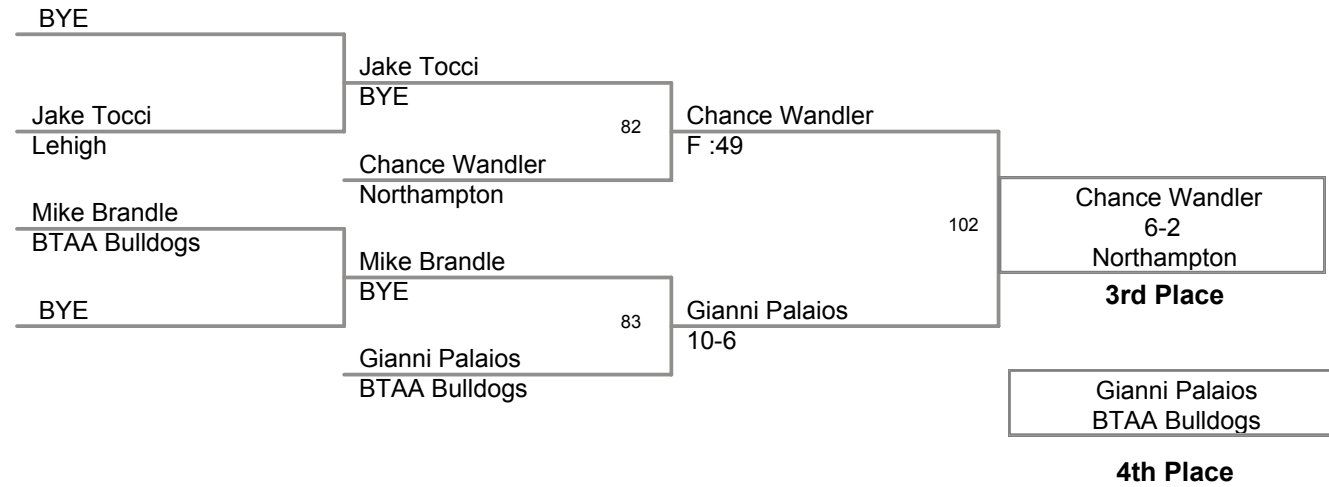 BYE
Jake Tocci
Lehigh
Mike Brandle
BTAA Bulldogs
BYE
Jake Tocci
BYE
82
Chance Wandler
Northampton
Mike Brandle
BYE
83
Gianni Palaios
BTAA Bulldogs
Chance Wandler
F :49
102
Gianni Palaios
10-6
Chance Wandler
6-2
Northampton
3rd Place
Gianni Palaios
BTAA Bulldogs
4th Place